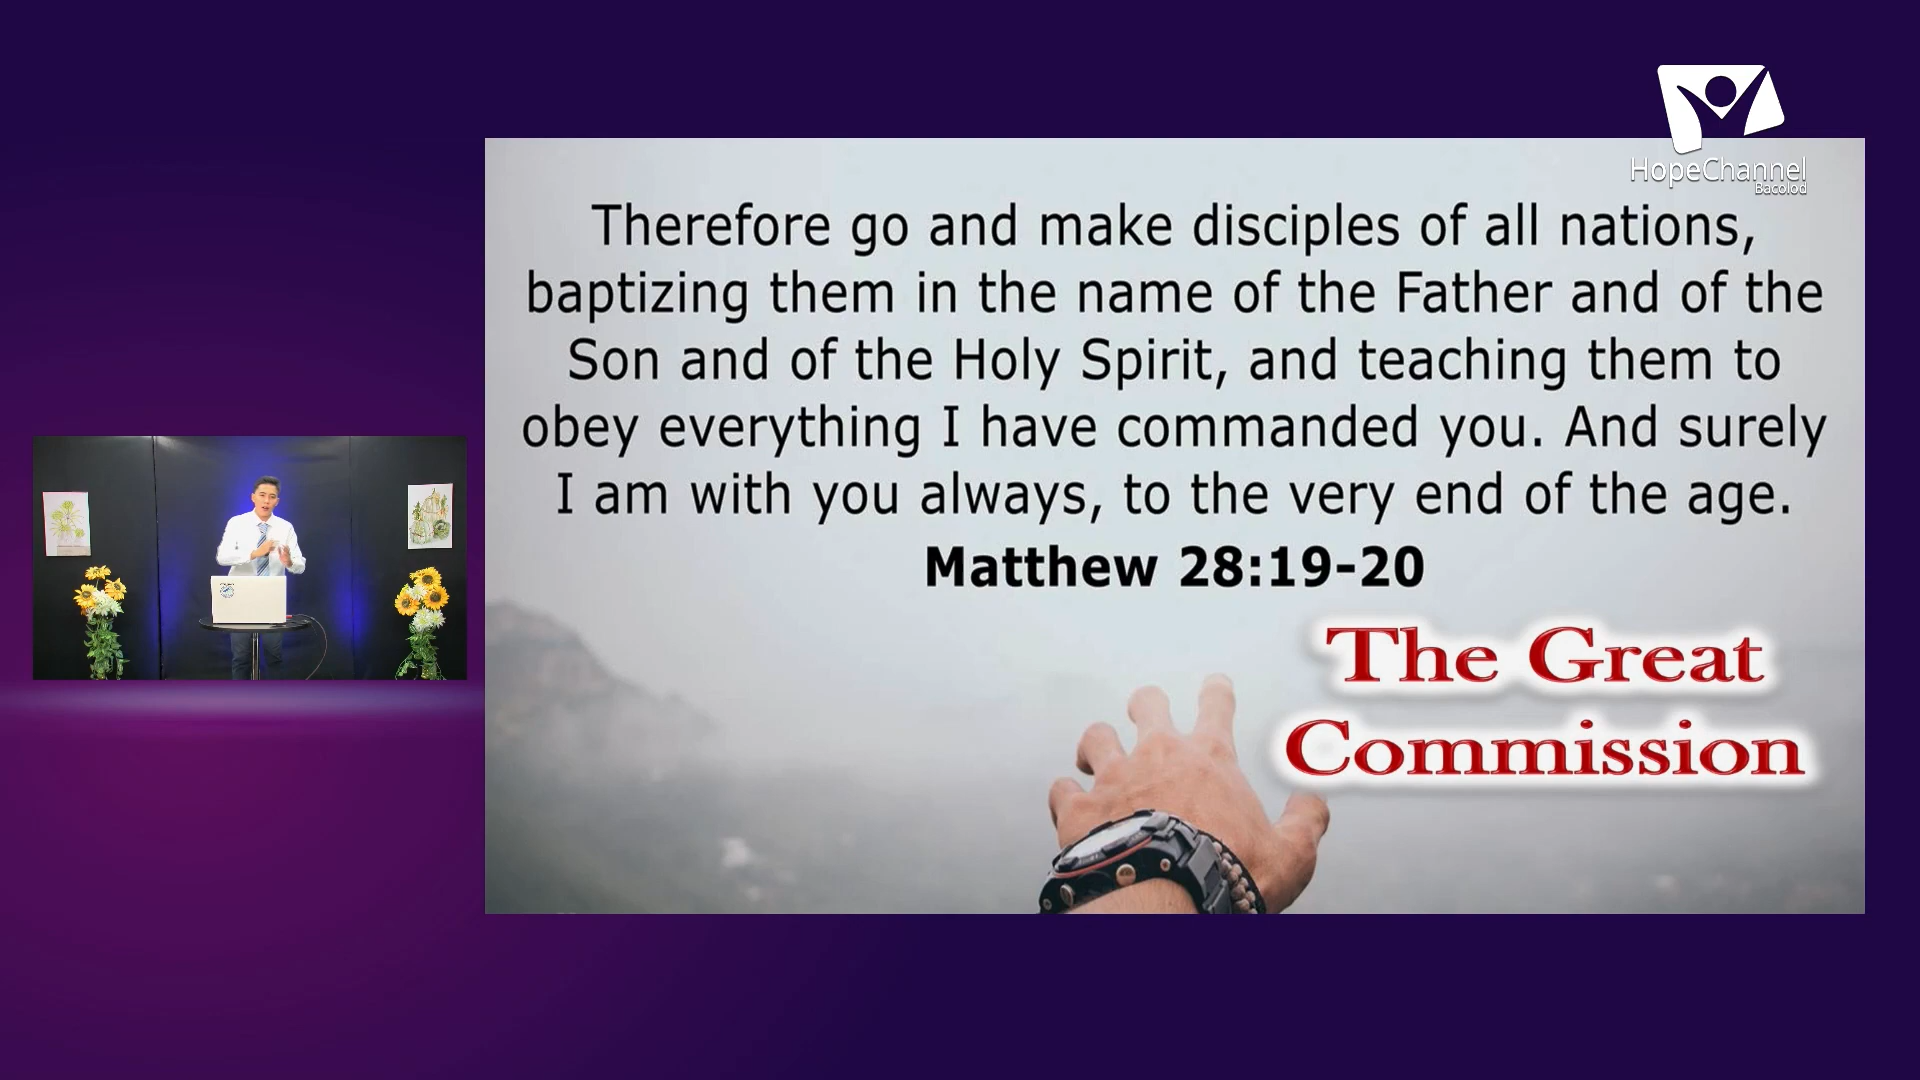 HopeChannel
Bacolod
Therefore go and make disciples of all nations,
baptizing them in the name of the Father and of the
Son and of the Holy Spirit, and teaching them to
obey everything I have commanded you. And surely
I am with you always, to the very end of the age.
Matthew 28:19-20
The Great
Commission